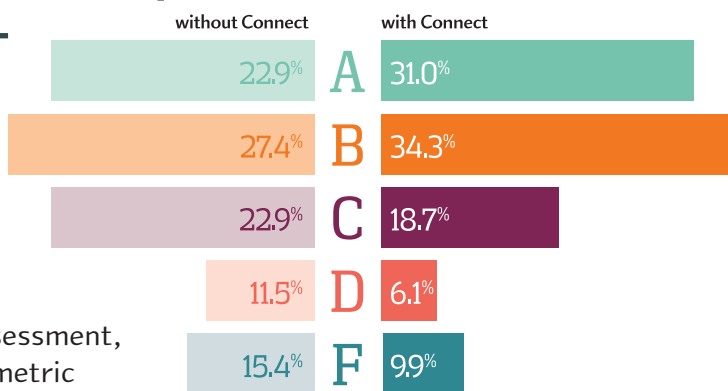 without Connect with Connect
22.9% A 31.0%
27.4% B 34.3%
22.9% C 18.7%
11.5% D 6.1%
15.4% F 9.9%
metric